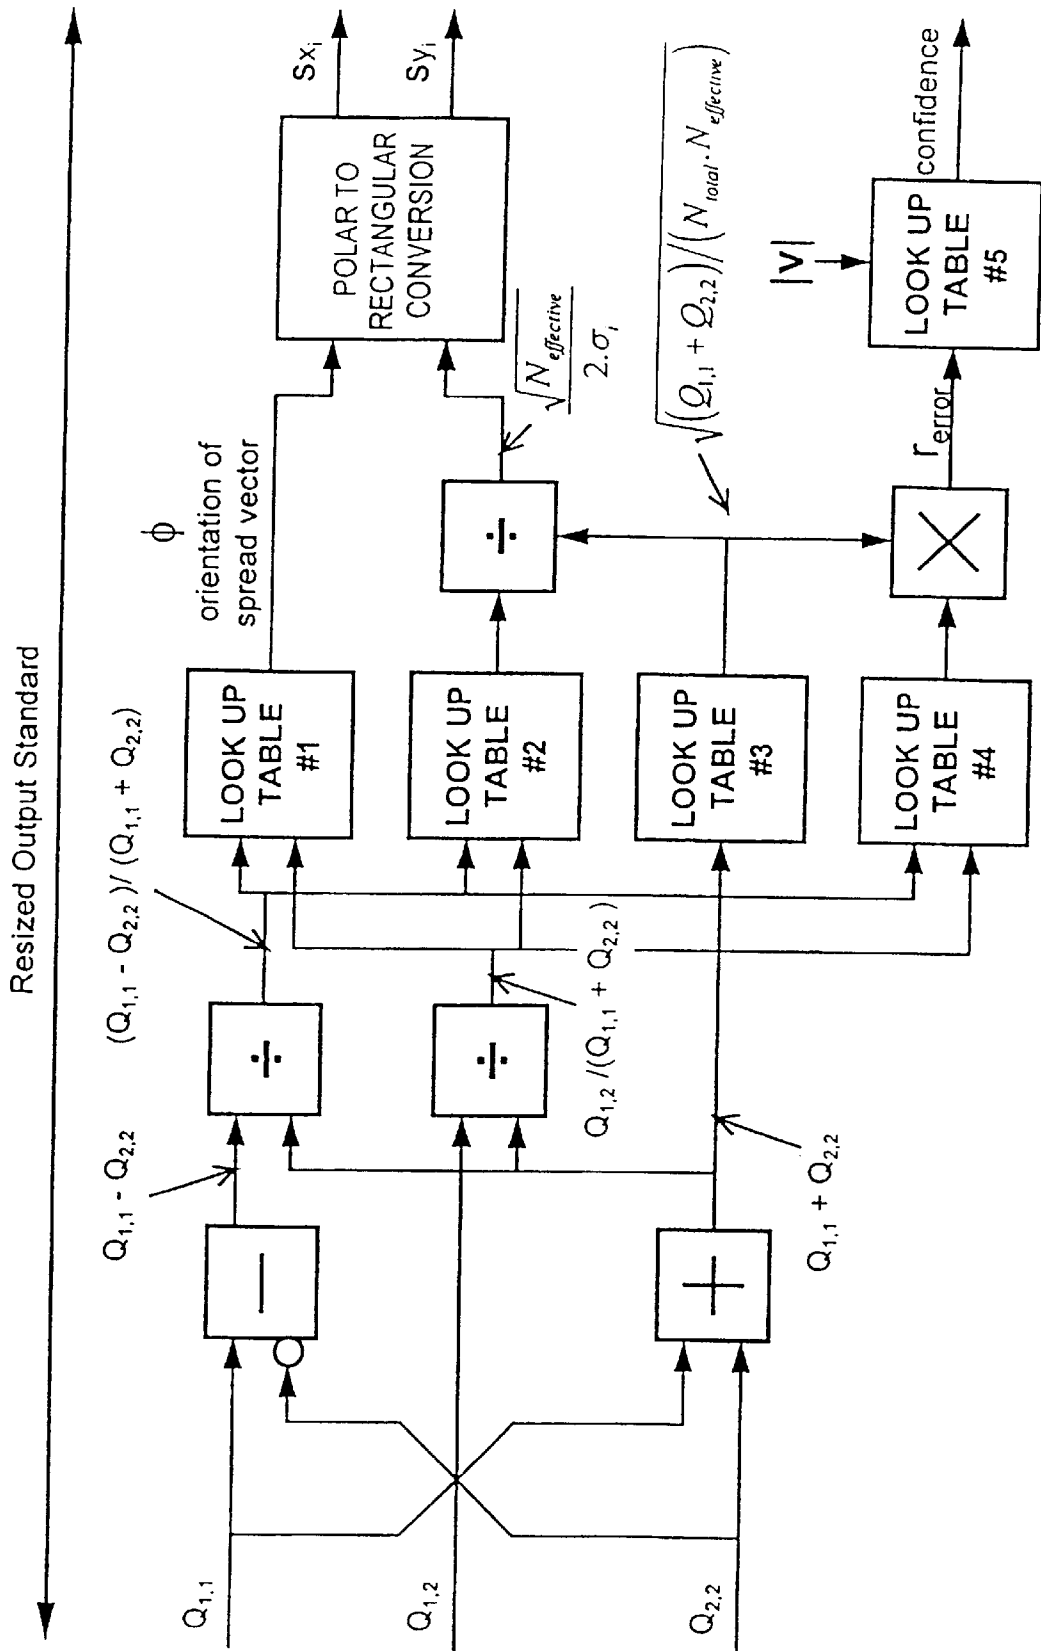 Resized Output Standard
Q1,1
Q1,2
Q2,2
−
+
Q1,1 - Q2,2
Q1,1 + Q2,2
÷
÷
(Q1,1 - Q2,2)/(Q1,1 + Q2,2)
Q1,2/(Q1,1 + Q2,2)
LOOK UP
TABLE
#1
LOOK UP
TABLE
#2
LOOK UP
TABLE
#3
LOOK UP
TABLE
#4
ϕ
orientation of
spread vector
÷
×
√Neffective
2.σi
√(Q1,1 + Q2,2)/(Ntotal.Neffective)
rerror
POLAR TO
RECTANGULAR
CONVERSION
|v|
LOOK UP
TABLE
#5
Sxi
Syi
confidence